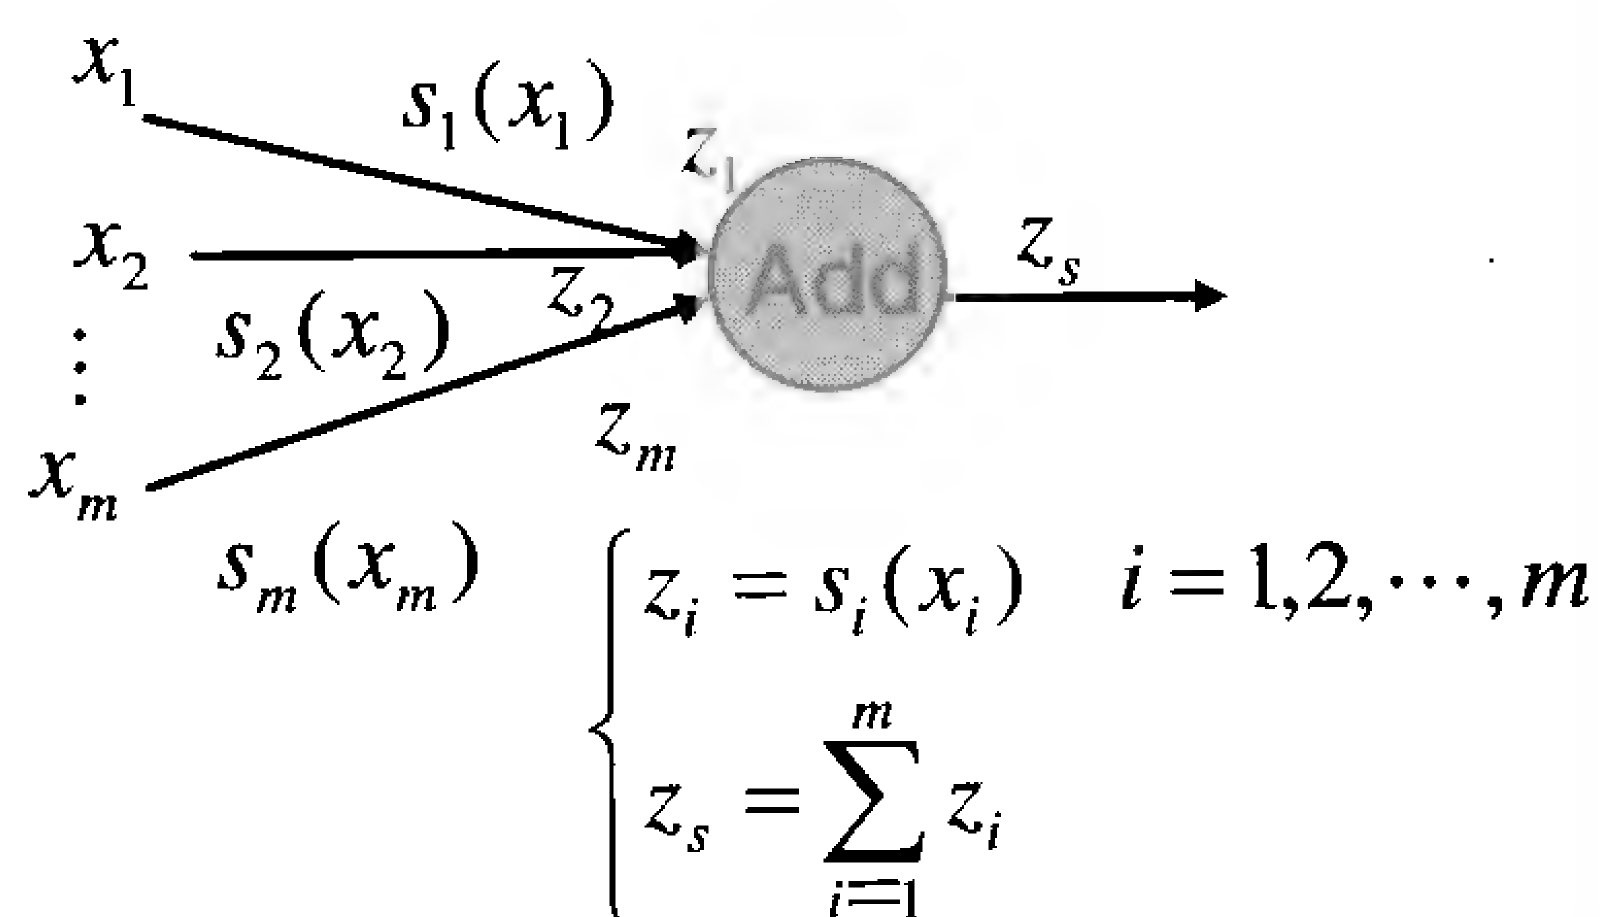 x₁
s₁(x₁)
z₁
x₂
z₂
Add
zₛ
s₂(x₂)
⋮
xₘ
zₘ
sₘ(xₘ)
zᵢ = sᵢ(xᵢ) i = 1,2,⋯,m
zₛ = ∑ᵢ₌₁ᵐ zᵢ